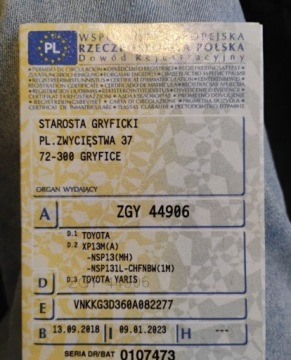 PL
WSPÓLNOTA EUROPEJSKA
RZECZPOSPOLITA POLSKA
Dowód Rejestracyjny
STAROSTA GRYFICKI
PL.ZWYCIĘSTWA 37
72-300 GRYFICE
ORGAN WYDAJĄCY
A ZGY 44906
D.1 TOYOTA
D.2 XP13M(A)
-NSP13(MH)
-NSP131L-CHFNBW(1M)
D D.3 TOYOTA YARIS
E VNKKG3D360A082277
B 13.09.2018 I 09.01.2023 H ---
SERIA DR/BAT 0107473